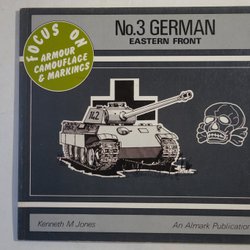 FOCUS ON
ARMOUR
CAMOUFLAGE
& MARKINGS
No.3 GERMAN
EASTERN FRONT
Kenneth M Jones
An Almark Publication